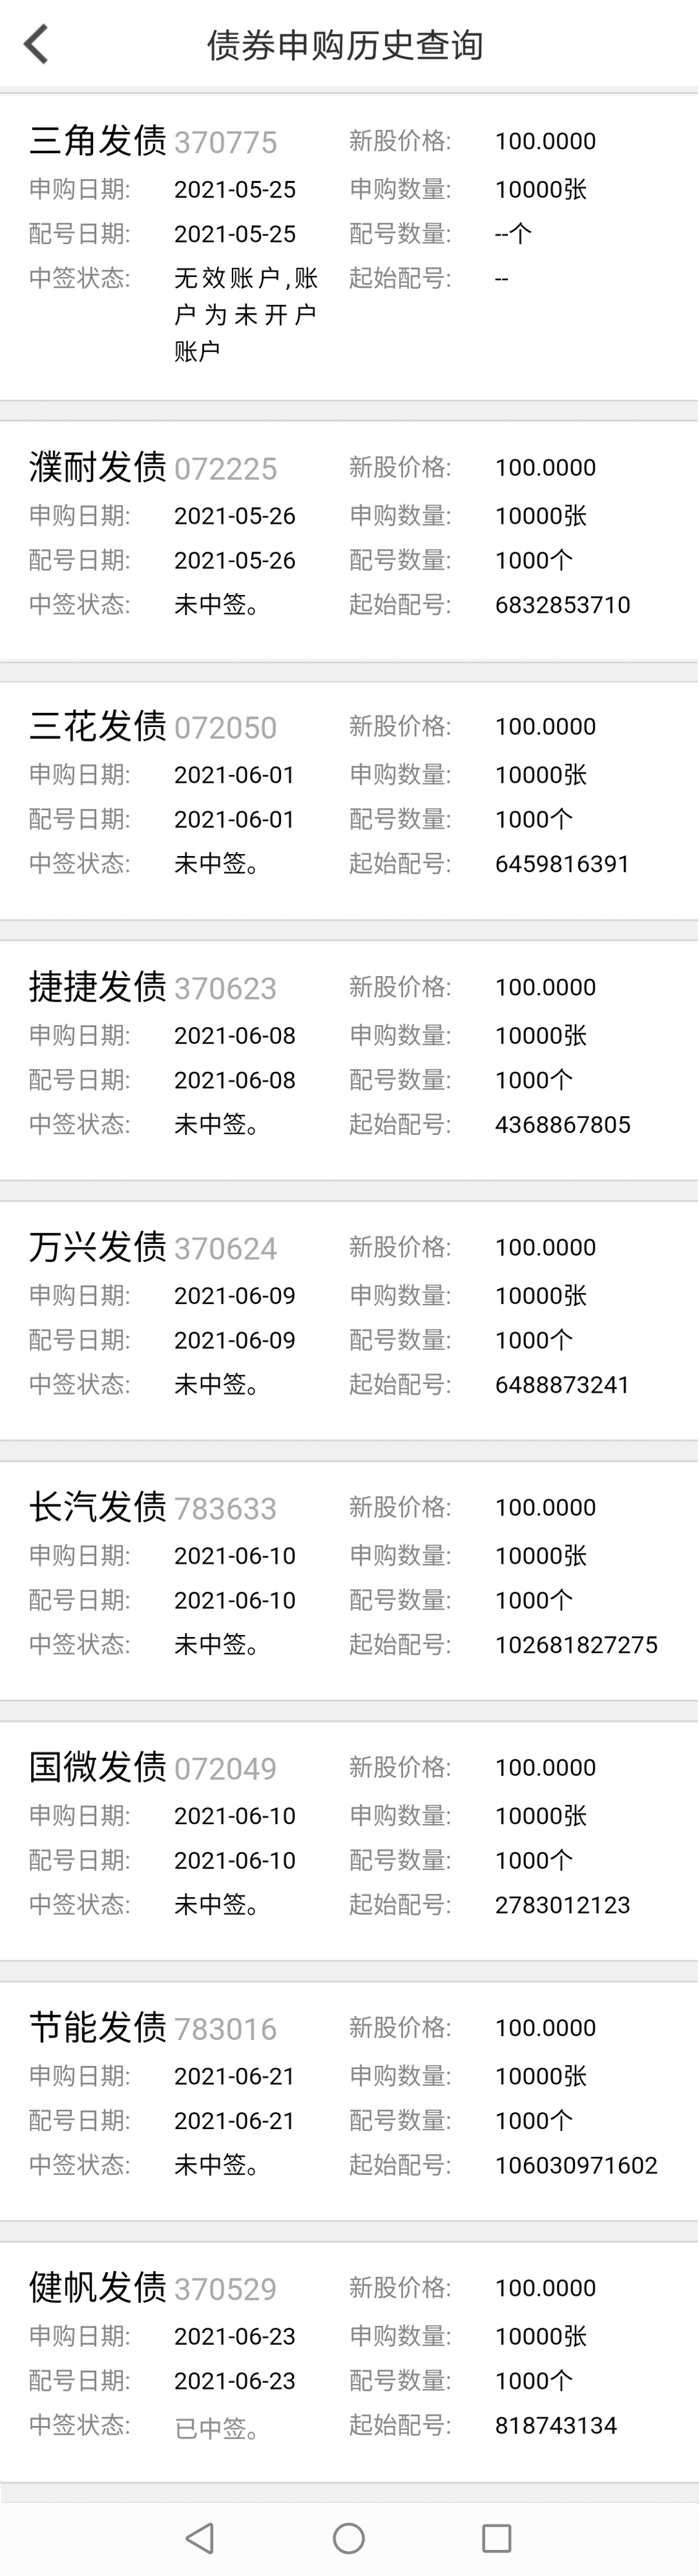 债券申购历史查询
三角发债 370775 新股价格: 100.0000
申购日期: 2021-05-25 申购数量: 10000张
配号日期: 2021-05-25 配号数量: --个
中签状态: 无效账户,账 起始配号: --
户为未开户
账户
濮耐发债 072225 新股价格: 100.0000
申购日期: 2021-05-26 申购数量: 10000张
配号日期: 2021-05-26 配号数量: 1000个
中签状态: 未中签。 起始配号: 6832853710
三花发债 072050 新股价格: 100.0000
申购日期: 2021-06-01 申购数量: 10000张
配号日期: 2021-06-01 配号数量: 1000个
中签状态: 未中签。 起始配号: 6459816391
捷捷发债 370623 新股价格: 100.0000
申购日期: 2021-06-08 申购数量: 10000张
配号日期: 2021-06-08 配号数量: 1000个
中签状态: 未中签。 起始配号: 4368867805
万兴发债 370624 新股价格: 100.0000
申购日期: 2021-06-09 申购数量: 10000张
配号日期: 2021-06-09 配号数量: 1000个
中签状态: 未中签。 起始配号: 6488873241
长汽发债 783633 新股价格: 100.0000
申购日期: 2021-06-10 申购数量: 10000张
配号日期: 2021-06-10 配号数量: 1000个
中签状态: 未中签。 起始配号: 102681827275
国微发债 072049 新股价格: 100.0000
申购日期: 2021-06-10 申购数量: 10000张
配号日期: 2021-06-10 配号数量: 1000个
中签状态: 未中签。 起始配号: 2783012123
节能发债 783016 新股价格: 100.0000
申购日期: 2021-06-21 申购数量: 10000张
配号日期: 2021-06-21 配号数量: 1000个
中签状态: 未中签。 起始配号: 106030971602
健帆发债 370529 新股价格: 100.0000
申购日期: 2021-06-23 申购数量: 10000张
配号日期: 2021-06-23 配号数量: 1000个
中签状态: 已中签。 起始配号: 818743134